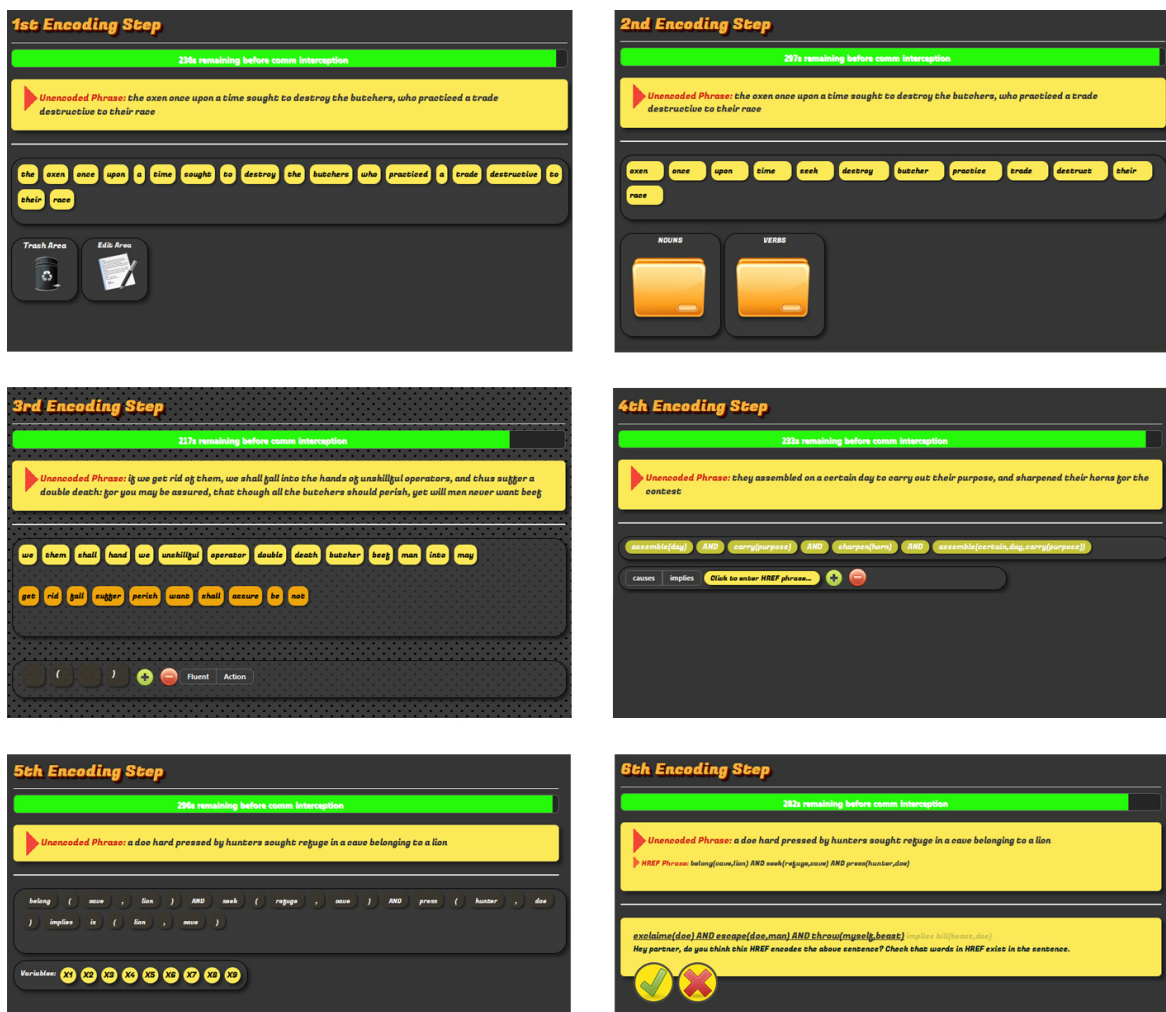 1st Encoding Step
236s remaining before comm interception
Unencoded Phrase: the oxen once upon a time sought to destroy the butchers, who practiced a trade
destructive to their race
the oxen once upon a time sought to destroy the butchers who practiced a trade destructive to
their race
Trash Area Edit Area
2nd Encoding Step
297s remaining before comm interception
Unencoded Phrase: the oxen once upon a time sought to destroy the butchers, who practiced a trade
destructive to their race
oxen once upon time seek destroy butcher practice trade destruct their
race
NOUNS VERBS
3rd Encoding Step
217s remaining before comm interception
Unencoded Phrase: if we get rid of them, we shall fall into the hands of unskillful operators, and thus suffer a
double death: for you may be assured, that though all the butchers should perish, yet will men never want beef
we them shall hand we unskillful operator double death butcher beef man into may
get rid fall suffer perish want shall assure be not
( ) Fluent Action
4th Encoding Step
233s remaining before comm interception
Unencoded Phrase: they assembled on a certain day to carry out their purpose, and sharpened their horns for the
contest
assemble(day) AND carry(purpose) AND sharpen(horn) AND assemble(certain,day,carry(purpose))
causes implies Click to enter HREF phrase...
5th Encoding Step
296s remaining before comm interception
Unencoded Phrase: a doe hard pressed by hunters sought refuge in a cave belonging to a lion
belong ( cave , lion ) AND seek ( refuge , cave ) AND press ( hunter , doe
) implies is ( lion , cave )
Variables: X1 X2 X3 X4 X5 X6 X7 X8 X9
6th Encoding Step
282s remaining before comm interception
Unencoded Phrase: a doe hard pressed by hunters sought refuge in a cave belonging to a lion
HREF Phrase: belong(cave,lion) AND seek(refuge,cave) AND press(hunter,doe)
exclaime(doe) AND escape(doe,man) AND throw(myself,beast) implies kill(beast,doe)
Hey partner, do you think this HREF encodes the above sentence? Check that words in HREF exist in the sentence.